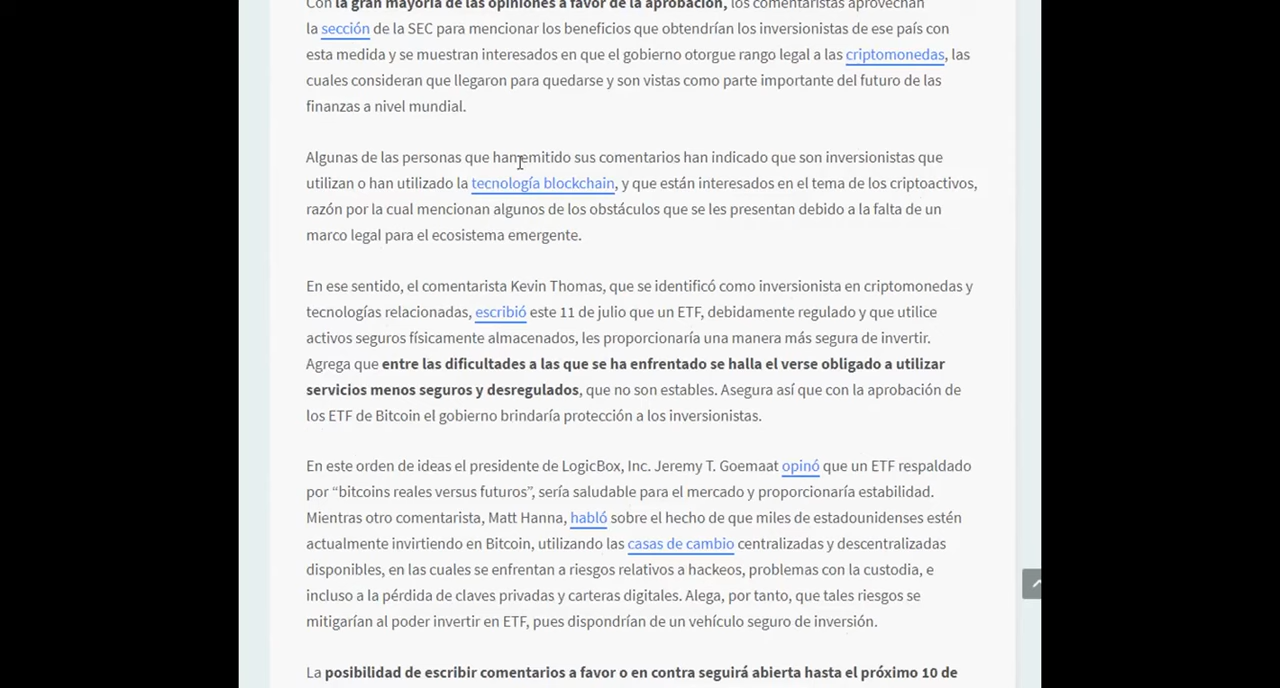 Con la gran mayoría de las opiniones a favor de la aprobación, los comentaristas aprovechan
la sección de la SEC para mencionar los beneficios que obtendrían los inversionistas de ese país con
esta medida y se muestran interesados en que el gobierno otorgue rango legal a las criptomonedas, las
cuales consideran que llegaron para quedarse y son vistas como parte importante del futuro de las
finanzas a nivel mundial.
Algunas de las personas que han emitido sus comentarios han indicado que son inversionistas que
utilizan o han utilizado la tecnología blockchain, y que están interesados en el tema de los criptoactivos,
razón por la cual mencionan algunos de los obstáculos que se les presentan debido a la falta de un
marco legal para el ecosistema emergente.
En ese sentido, el comentarista Kevin Thomas, que se identificó como inversionista en criptomonedas y
tecnologías relacionadas, escribió este 11 de julio que un ETF, debidamente regulado y que utilice
activos seguros físicamente almacenados, les proporcionaría una manera más segura de invertir.
Agrega que entre las dificultades a las que se ha enfrentado se halla el verse obligado a utilizar
servicios menos seguros y desregulados, que no son estables. Asegura así que con la aprobación de
los ETF de Bitcoin el gobierno brindaría protección a los inversionistas.
En este orden de ideas el presidente de LogicBox, Inc. Jeremy T. Goemaat opinó que un ETF respaldado
por “bitcoins reales versus futuros”, sería saludable para el mercado y proporcionaría estabilidad.
Mientras otro comentarista, Matt Hanna, habló sobre el hecho de que miles de estadounidenses estén
actualmente invirtiendo en Bitcoin, utilizando las casas de cambio centralizadas y descentralizadas
disponibles, en las cuales se enfrentan a riesgos relativos a hackeos, problemas con la custodia, e
incluso a la pérdida de claves privadas y carteras digitales. Alega, por tanto, que tales riesgos se
mitigarían al poder invertir en ETF, pues dispondrían de un vehículo seguro de inversión.
La posibilidad de escribir comentarios a favor o en contra seguirá abierta hasta el próximo 10 de